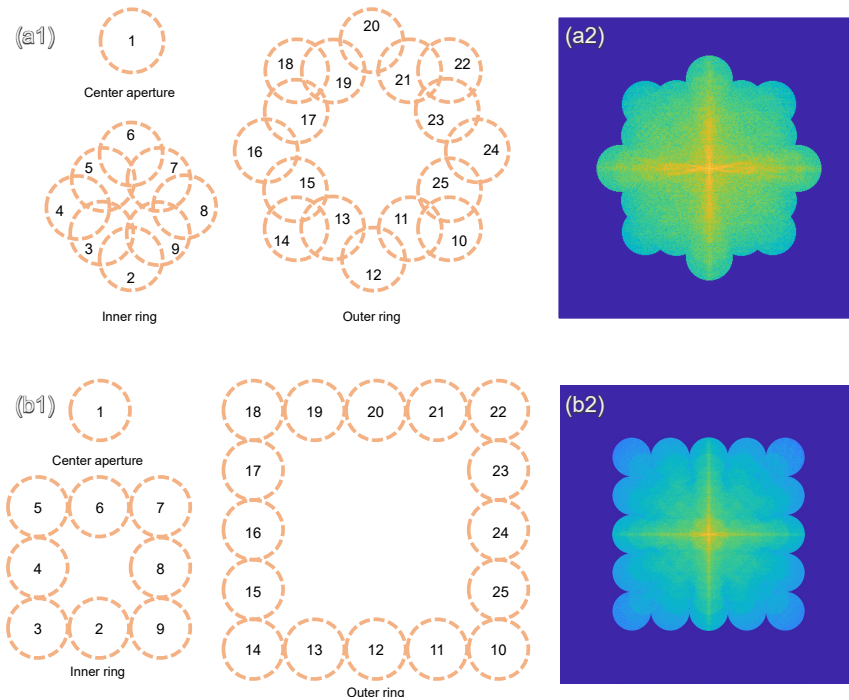 (a1)
1
Center aperture
6
5
7
4
8
3
9
2
Inner ring
20
18
22
19
21
17
23
16
24
15
25
13
11
14
10
12
Outer ring
(a2)
(b1)
1
Center aperture
5 6 7
4 8
3 2 9
Inner ring
18 19 20 21 22
17 23
16 24
15 25
14 13 12 11 10
Outer ring
(b2)